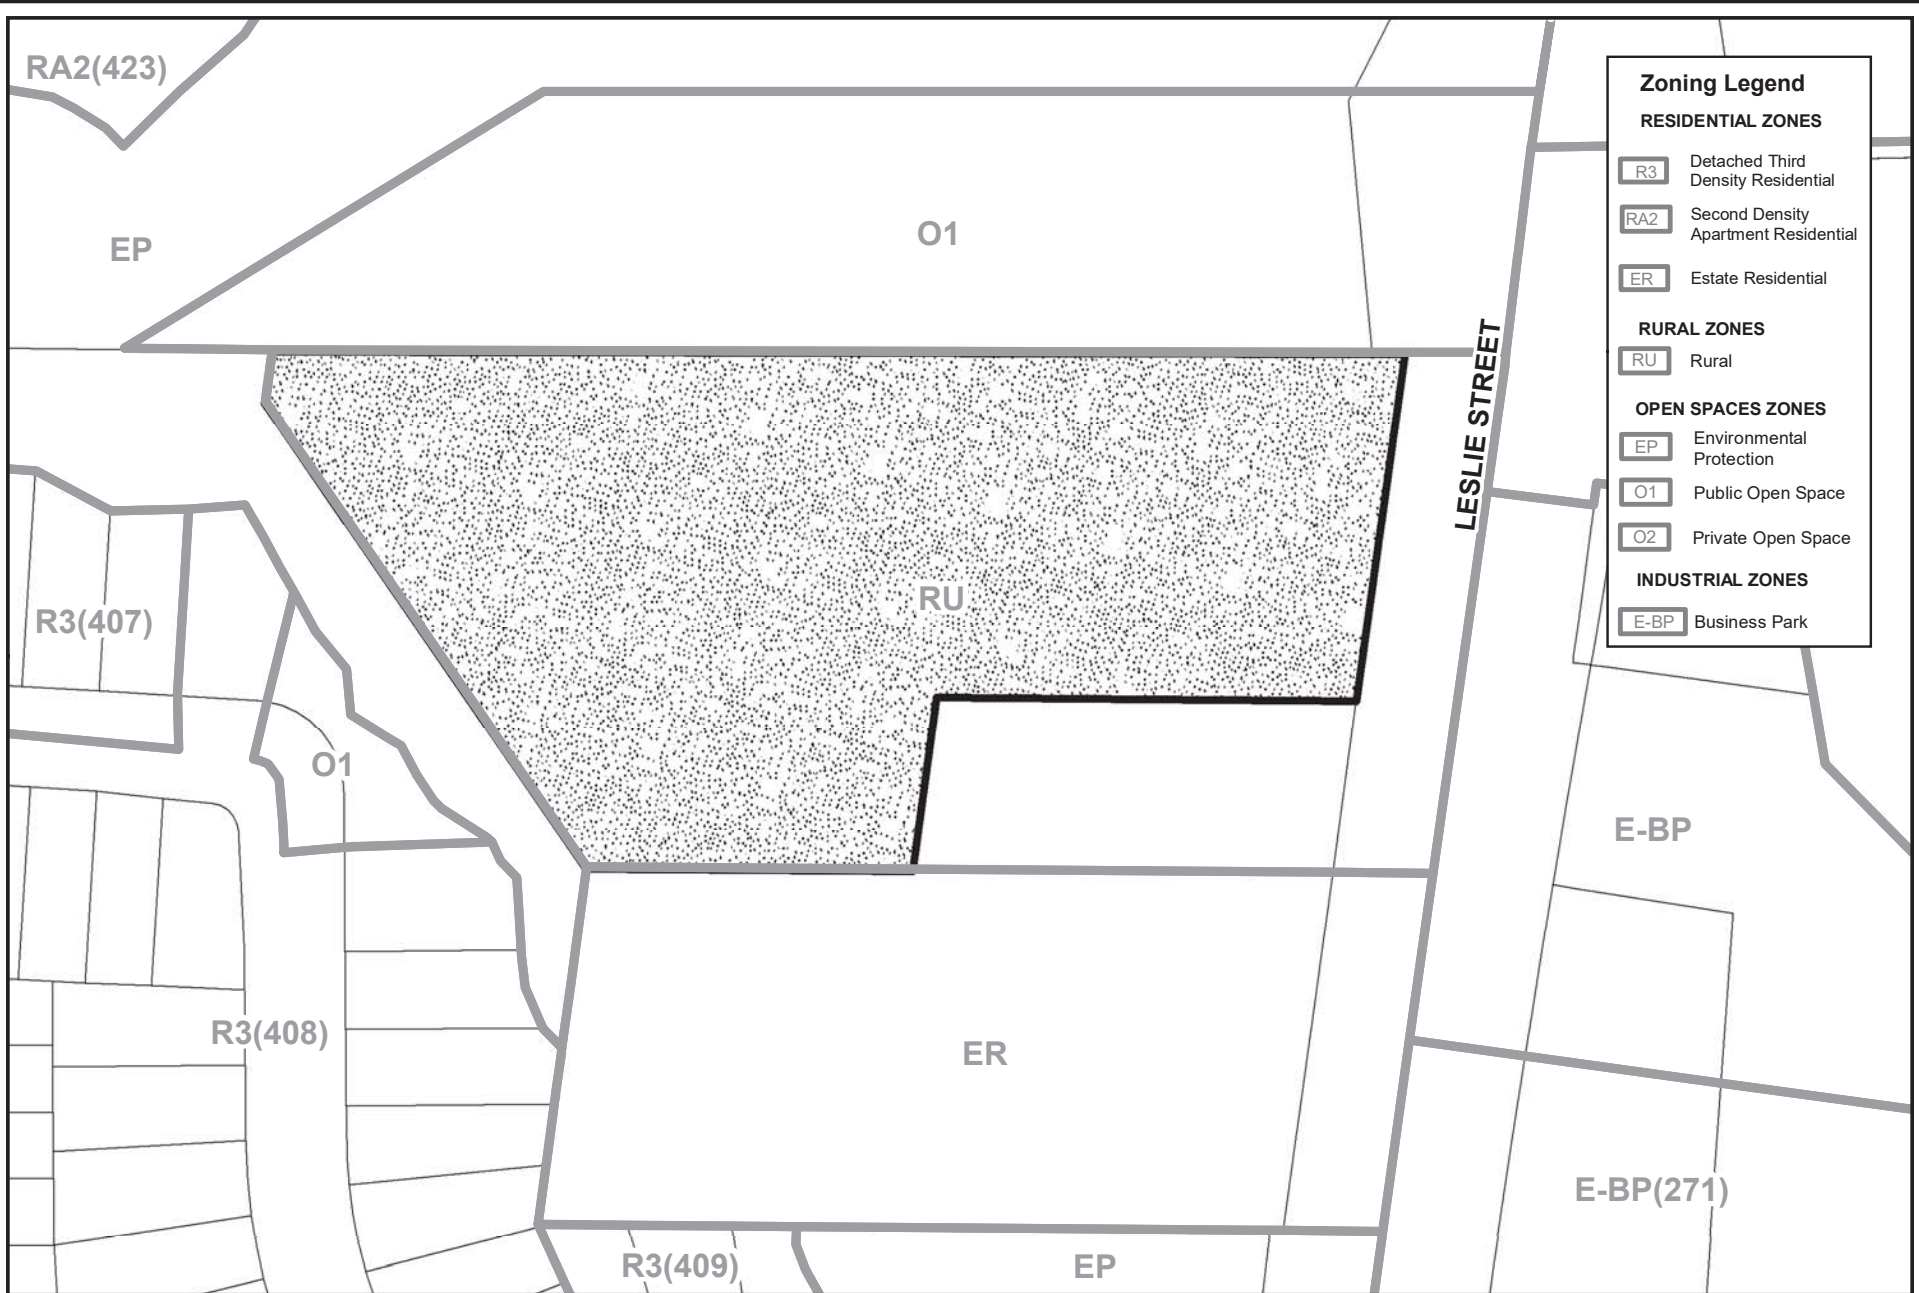 RA2(423)
EP
O1
LESLIE STREET
RU
R3(407)
O1
E-BP
R3(408)
ER
E-BP(271)
R3(409)
EP
Zoning Legend
RESIDENTIAL ZONES
R3
Detached Third
Density Residential
RA2
Second Density
Apartment Residential
ER
Estate Residential
RURAL ZONES
RU
Rural
OPEN SPACES ZONES
EP
Environmental
Protection
O1
Public Open Space
O2
Private Open Space
INDUSTRIAL ZONES
E-BP
Business Park